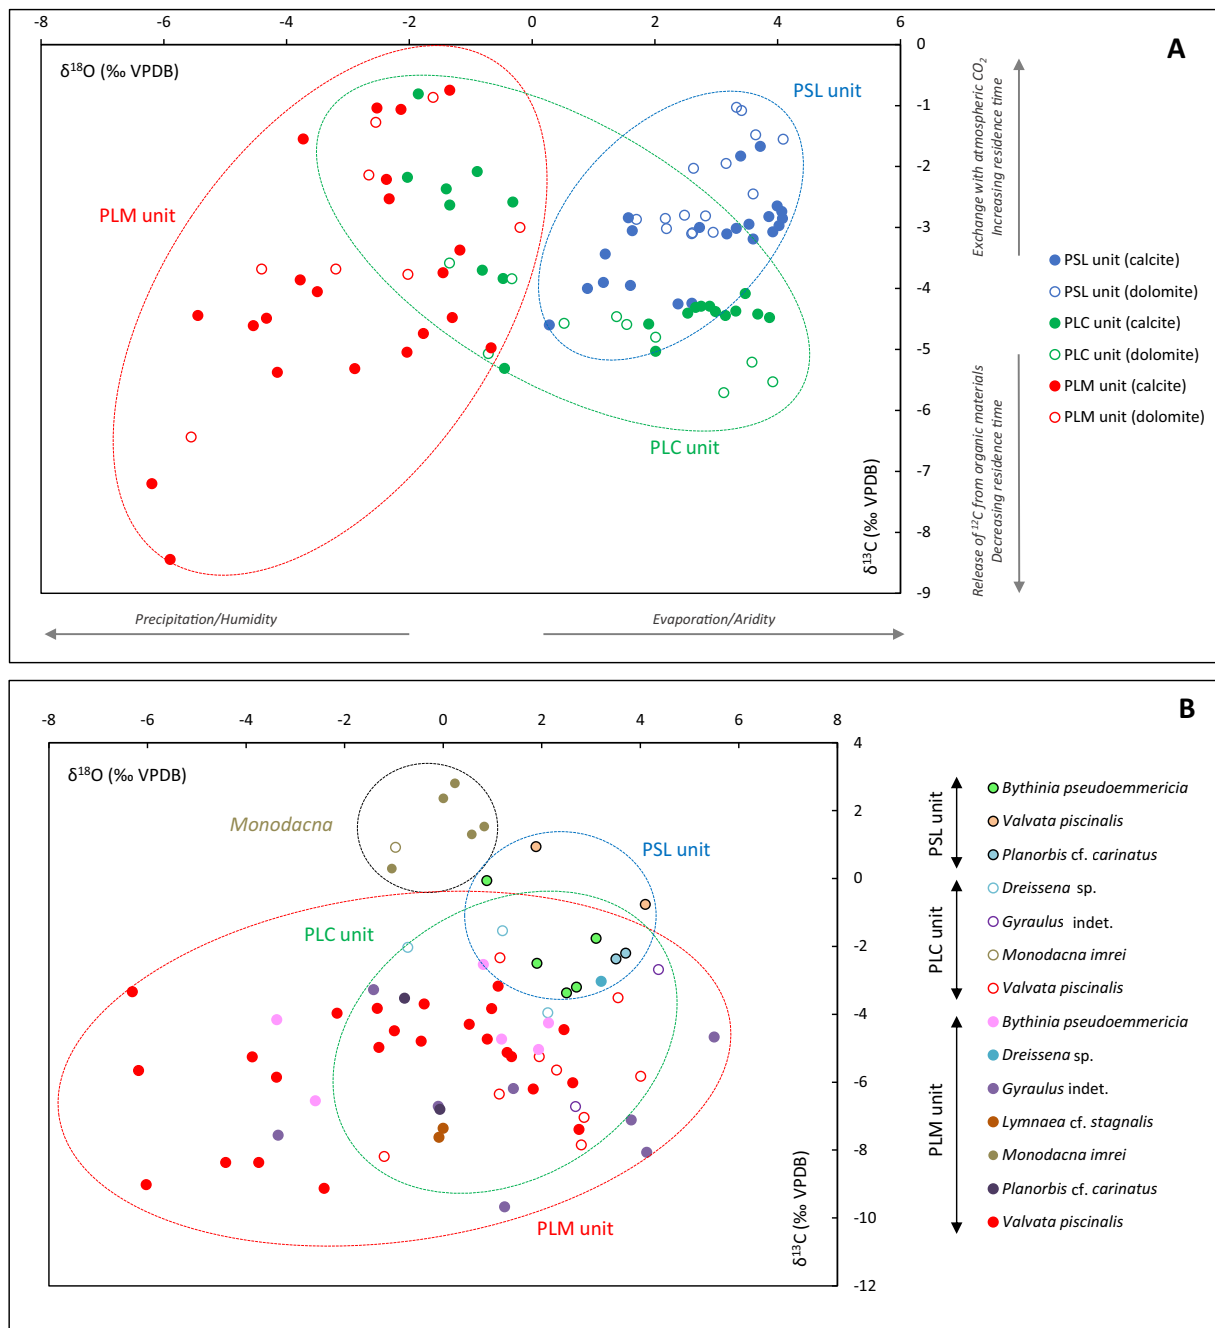 -8 -6 -4 -2 0 2 4 6
A
δ18O (‰ VPDB)
0
-1
-2
-3
-4
-5
-6
-7
-8
-9
PSL unit
PLM unit
PLC unit
δ13C (‰ VPDB)
Exchange with atmospheric CO2
Increasing residence time
Release of 12C from organic materials
Decreasing residence time
PSL unit (calcite)
PSL unit (dolomite)
PLC unit (calcite)
PLC unit (dolomite)
PLM unit (calcite)
PLM unit (dolomite)
Precipitation/Humidity
Evaporation/Aridity
-8 -6 -4 -2 0 2 4 6 8
B
δ18O (‰ VPDB)
4
2
0
-2
-4
-6
-8
-10
-12
Monodacna
PSL unit
PLC unit
PLM unit
δ13C (‰ VPDB)
PSL unit
Bythinia pseudoemmericia
Valvata piscinalis
Planorbis cf. carinatus
PLC unit
Dreissena sp.
Gyraulus indet.
Monodacna imrei
Valvata piscinalis
PLM unit
Bythinia pseudoemmericia
Dreissena sp.
Gyraulus indet.
Lymnaea cf. stagnalis
Monodacna imrei
Planorbis cf. carinatus
Valvata piscinalis